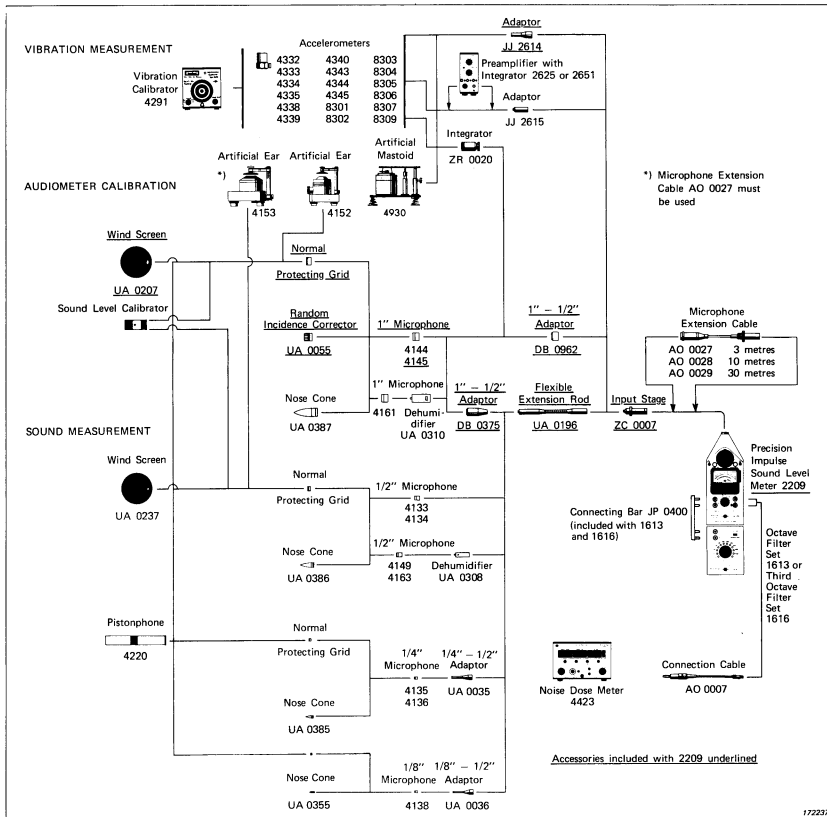 VIBRATION MEASUREMENT
Vibration
Calibrator
4291
Accelerometers
4332 4340 8303
4333 4343 8304
4334 4344 8305
4335 4345 8306
4338 8301 8307
4339 8302 8309
Adaptor
JJ 2614
Preamplifier with
Integrator 2625 or 2651
Adaptor
JJ 2615
Integrator
ZR 0020
AUDIOMETER CALIBRATION
Artificial Ear
*)
4153
Artificial Ear
4152
Artificial
Mastoid
4930
*) Microphone Extension
Cable AO 0027 must
be used
Wind Screen
UA 0207
Sound Level Calibrator
Normal
Protecting Grid
Random
Incidence Corrector
UA 0055
1'' Microphone
4144
4145
1'' – 1/2''
Adaptor
DB 0962
Microphone
Extension Cable
AO 0027 3 metres
AO 0028 10 metres
AO 0029 30 metres
Nose Cone
UA 0387
1'' Microphone
4161
Dehumi-
difier
UA 0310
1'' – 1/2''
Adaptor
DB 0375
Flexible
Extension Rod
UA 0196
Input Stage
ZC 0007
SOUND MEASUREMENT
Wind Screen
UA 0237
Normal
Protecting Grid
1/2'' Microphone
4133
4134
Nose Cone
UA 0386
1/2'' Microphone
4149
4163
Dehumidifier
UA 0308
Precision
Impulse
Sound Level
Meter 2209
Connecting Bar JP 0400
(included with 1613
and 1616)
Octave
Filter
Set
1613 or
Third
Octave
Filter
Set
1616
Pistonphone
4220
Normal
Protecting Grid
1/4''
Microphone
4135
4136
1/4'' – 1/2''
Adaptor
UA 0035
Nose Cone
UA 0385
Noise Dose Meter
4423
Connection Cable
AO 0007
Nose Cone
UA 0355
1/8''
Microphone
4138
1/8'' – 1/2''
Adaptor
UA 0036
Accessories included with 2209 underlined
172237